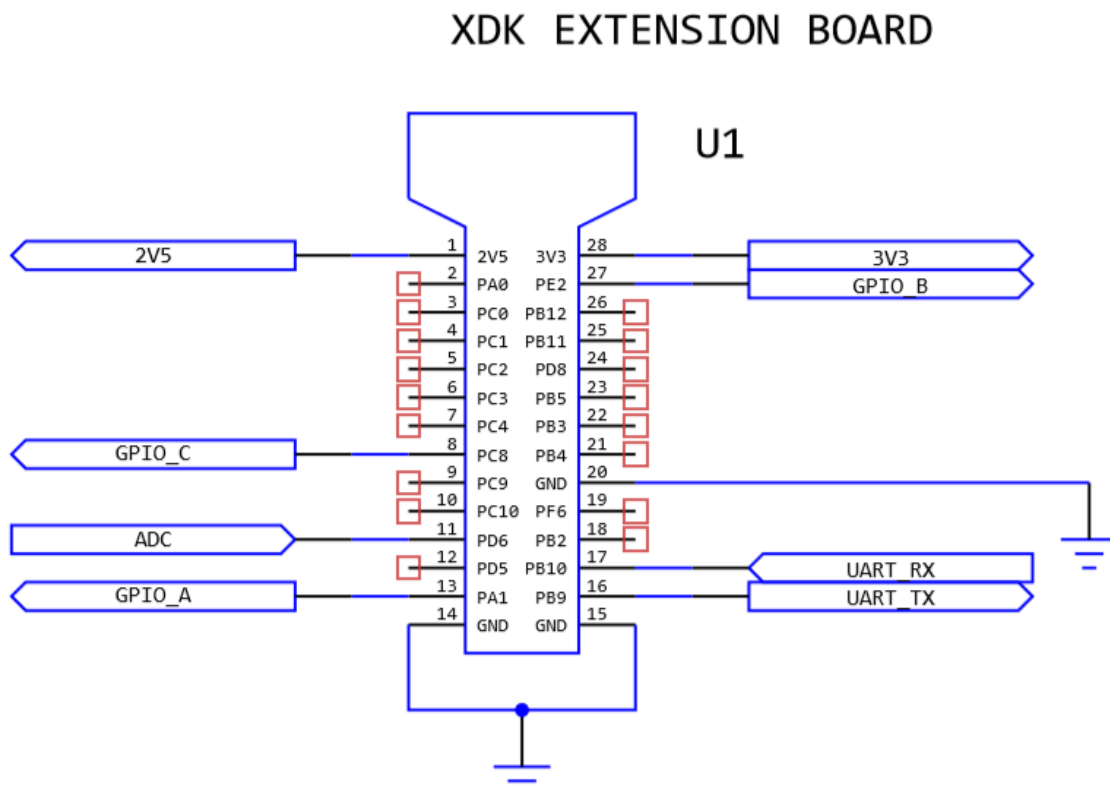 XDK EXTENSION BOARD
U1
2V5 1 2V5 3V3 28 3V3
2 PA0 PE2 27 GPIO_B
3 PC0 PB12 26
4 PC1 PB11 25
5 PC2 PD8 24
6 PC3 PB5 23
7 PC4 PB3 22
GPIO_C 8 PC8 PB4 21
9 PC9 GND 20
10 PC10 PF6 19
ADC 11 PD6 PB2 18
12 PD5 PB10 17 UART_RX
GPIO_A 13 PA1 PB9 16 UART_TX
14 GND GND 15